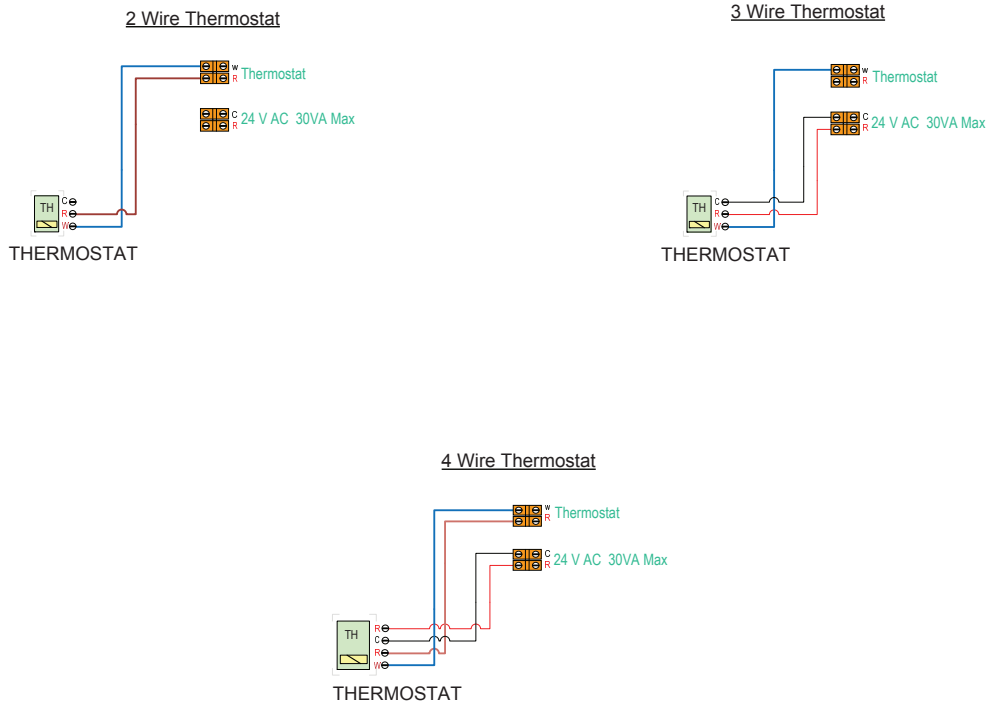 2 Wire Thermostat
W
R
Thermostat
C
R
24 V AC 30VA Max
TH
C
R
W
THERMOSTAT
3 Wire Thermostat
W
R
Thermostat
C
R
24 V AC 30VA Max
TH
C
R
W
THERMOSTAT
4 Wire Thermostat
W
R
Thermostat
C
R
24 V AC 30VA Max
TH
R
C
R
W
THERMOSTAT